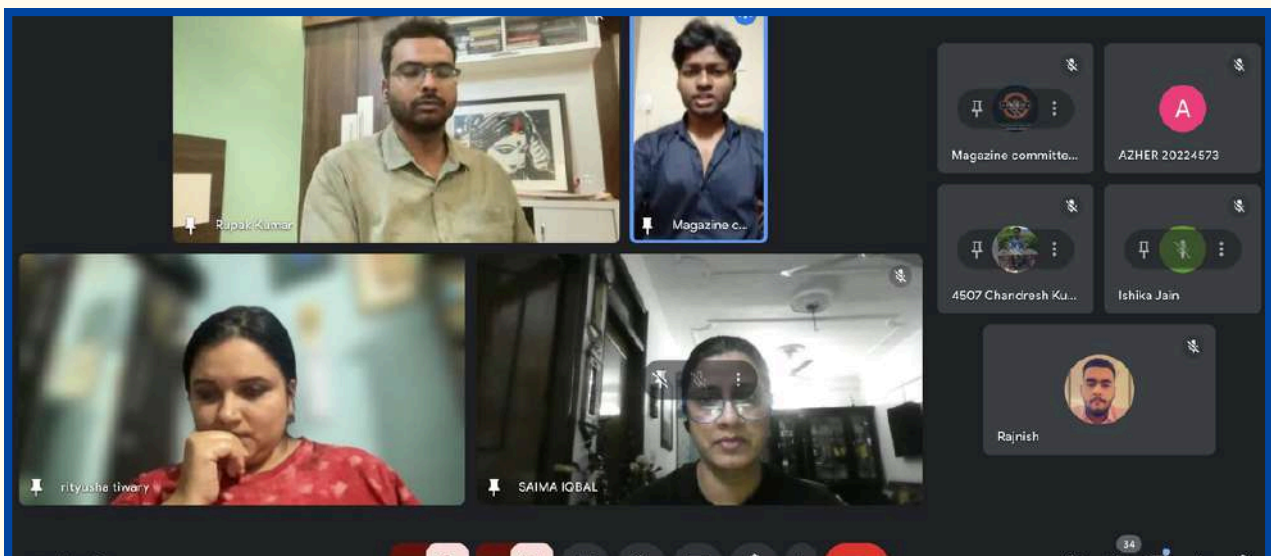 Rupak Kumar
Magazine c...
rityusha tiwary
SAIMA IQBAL
Magazine committe...
A
AZHER 20224573
4507 Chandresh Ku...
Ishika Jain
Rajnish
34